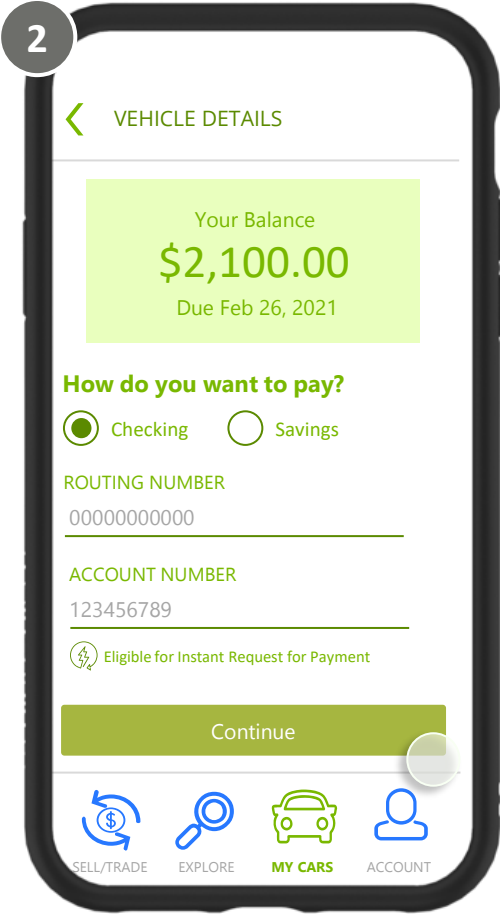 2
VEHICLE DETAILS
Your Balance
$2,100.00
Due Feb 26, 2021
How do you want to pay?
Checking Savings
ROUTING NUMBER
00000000000
ACCOUNT NUMBER
123456789
Eligible for Instant Request for Payment
Continue
$
SELL/TRADE EXPLORE MY CARS ACCOUNT